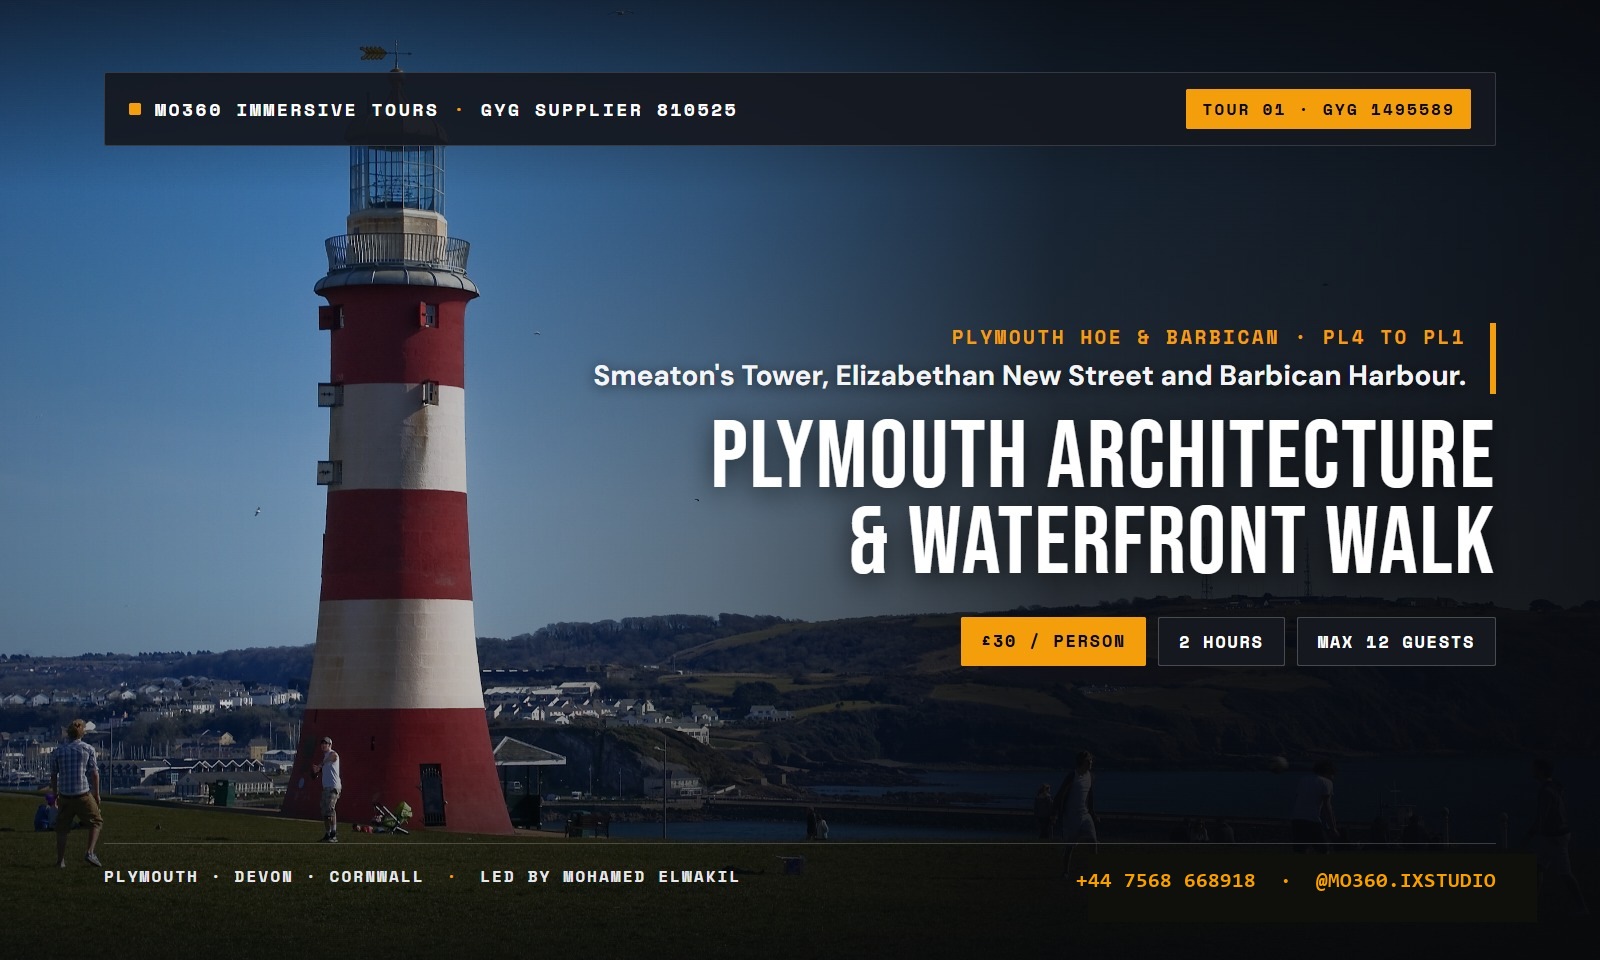 MO360 IMMERSIVE TOURS · GYG SUPPLIER 810525
TOUR 01 · GYG 1495589
PLYMOUTH HOE & BARBICAN · PL4 TO PL1
Smeaton's Tower, Elizabethan New Street and Barbican Harbour.
PLYMOUTH ARCHITECTURE
& WATERFRONT WALK
£30 / PERSON
2 HOURS
MAX 12 GUESTS
PLYMOUTH · DEVON · CORNWALL · LED BY MOHAMED ELWAKIL
+44 7568 668918 · @MO360.IXSTUDIO